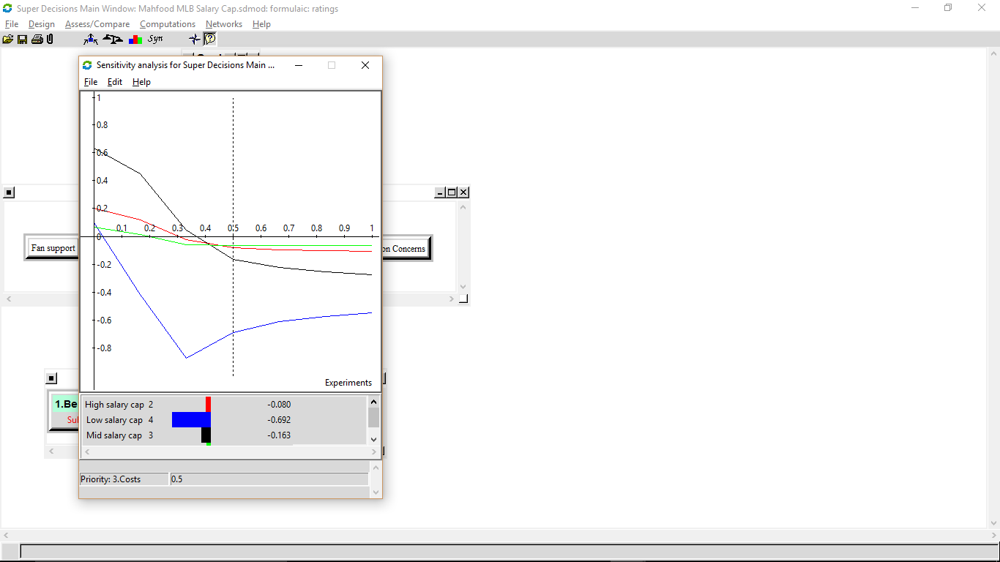 Super Decisions Main Window: Mahfood MLB Salary Cap.sdmod: formulaic: ratings
File Design Assess/Compare Computations Networks Help
Syn
Sensitivity analysis for Super Decisions Main ...
File Edit Help
1
0.8
0.6
0.4
0.2
0.1 0.2 0.3 0.4 0.5 0.6 0.7 0.8 0.9 1
0
-0.2
-0.4
-0.6
-0.8
Experiments
Fan support
on Concerns
1.Be
High salary cap 2 -0.080
Low salary cap 4 -0.692
Mid salary cap 3 -0.163
Priority: 3.Costs 0.5